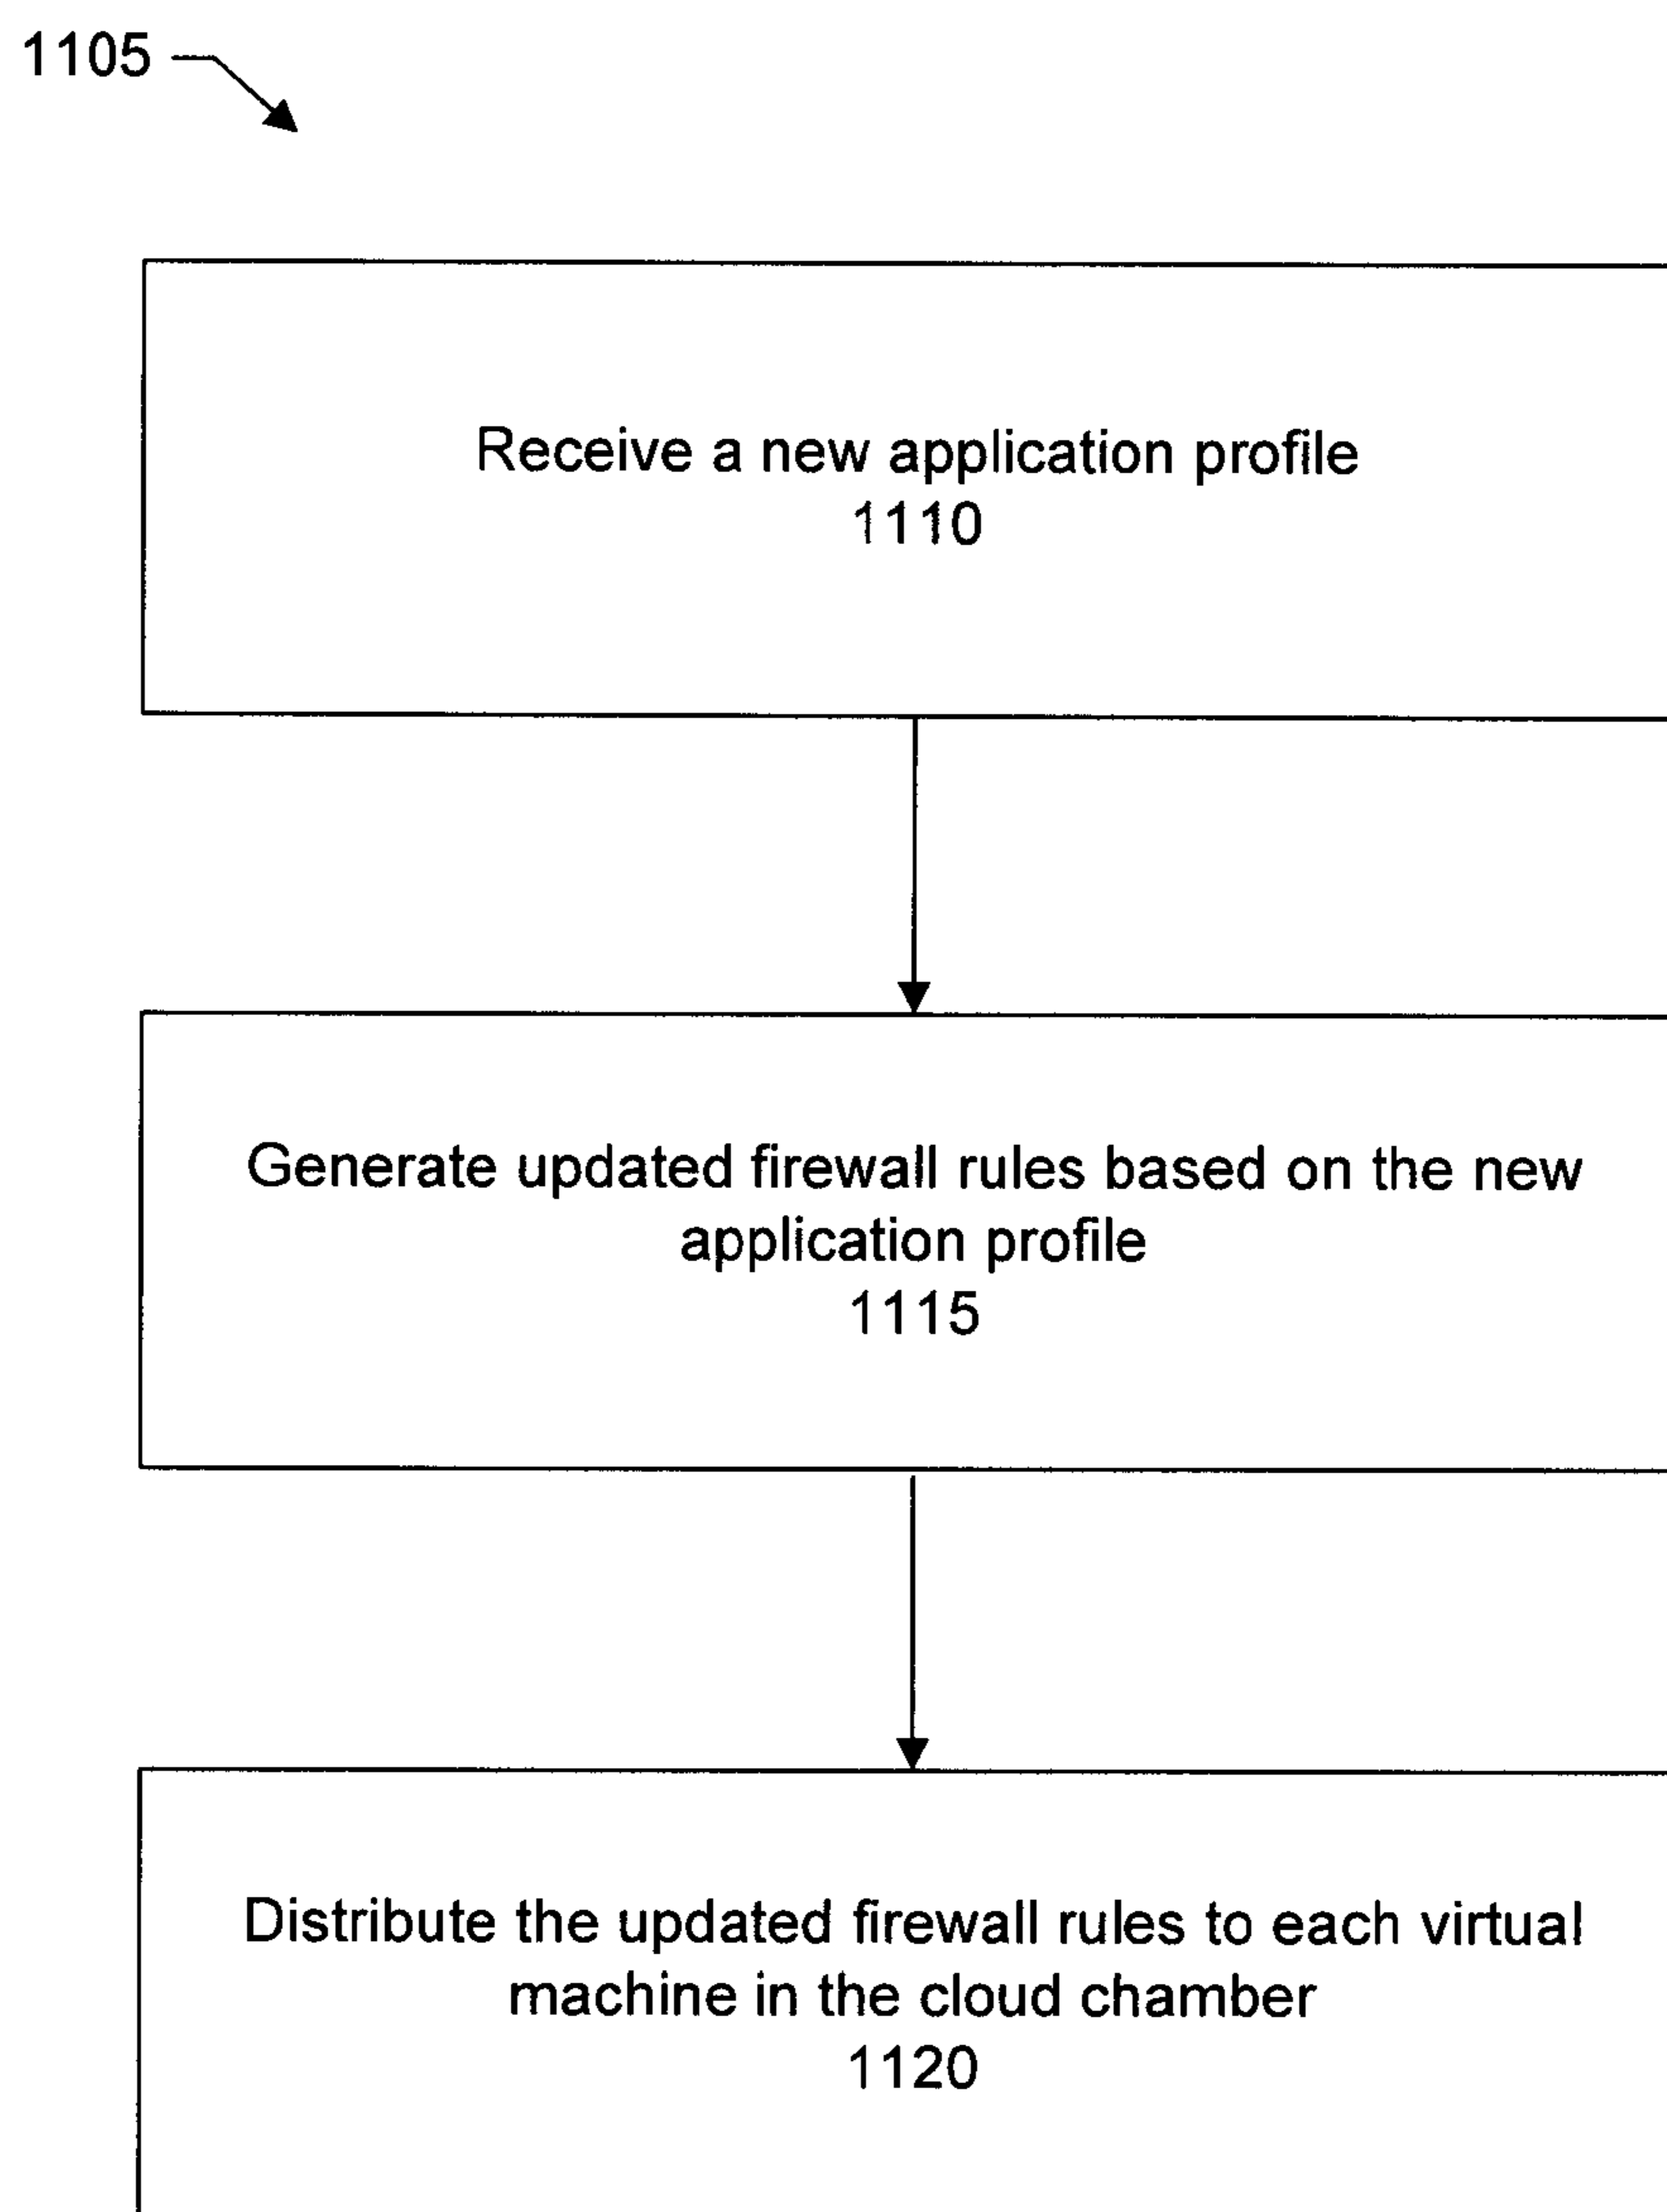 1105
Receive a new application profile
1110
Generate updated firewall rules based on the new
application profile
1115
Distribute the updated firewall rules to each virtual
machine in the cloud chamber
1120